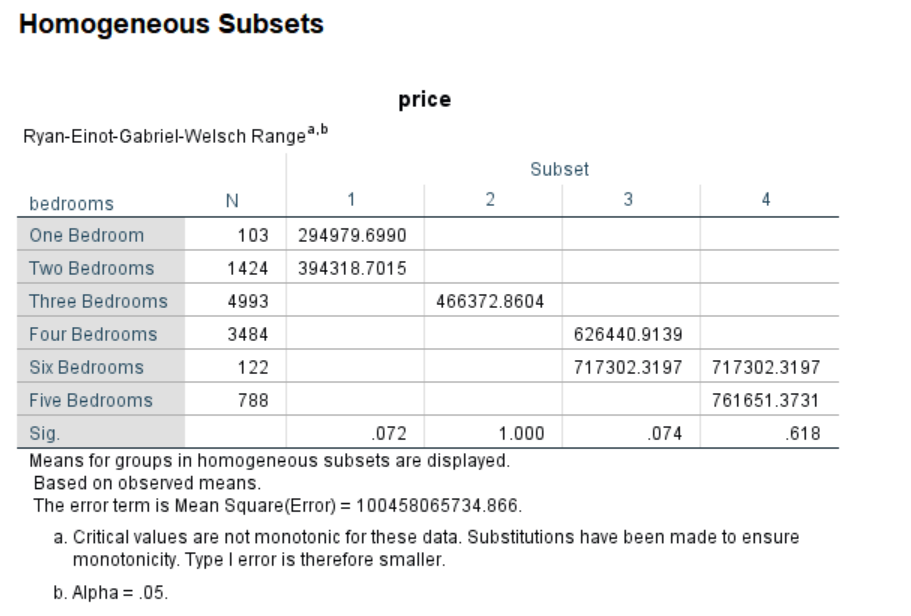 Homogeneous Subsets
price
Ryan-Einot-Gabriel-Welsch Range a,b
Subset
bedrooms N 1 2 3 4
One Bedroom 103 294979.6990
Two Bedrooms 1424 394318.7015
Three Bedrooms 4993 466372.8604
Four Bedrooms 3484 626440.9139
Six Bedrooms 122 717302.3197 717302.3197
Five Bedrooms 788 761651.3731
Sig. .072 1.000 .074 .618
Means for groups in homogeneous subsets are displayed.
Based on observed means.
The error term is Mean Square(Error) = 100458065734.866.
a. Critical values are not monotonic for these data. Substitutions have been made to ensure
monotonicity. Type I error is therefore smaller.
b. Alpha = .05.